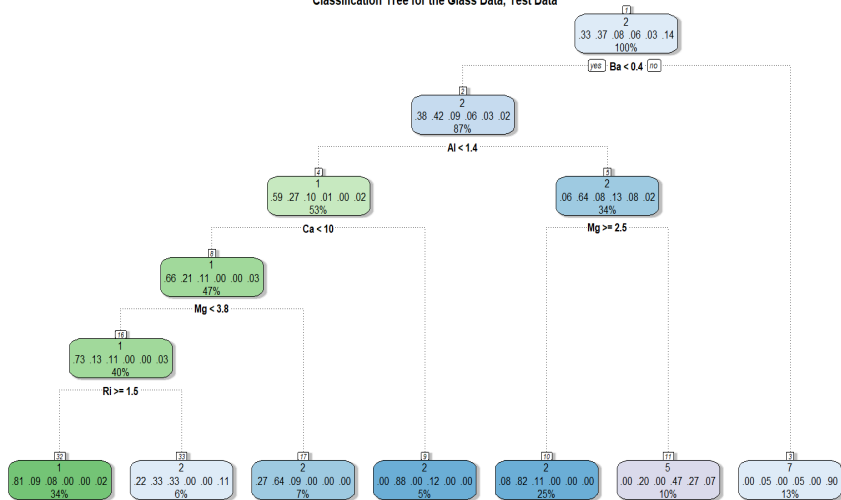 Classification Tree for the Glass Data, Test Data
1
2
.33 .37 .08 .06 .03 .14
100%
yes Ba < 0.4 no
2
2
.38 .42 .09 .06 .03 .02
87%
Al < 1.4
4
1
.59 .27 .10 .01 .00 .02
53%
Ca < 10
5
2
.06 .64 .08 .13 .08 .02
34%
Mg >= 2.5
8
1
.66 .21 .11 .00 .00 .03
47%
Mg < 3.8
16
1
.73 .13 .11 .00 .00 .03
40%
Ri >= 1.5
32
1
.81 .09 .08 .00 .00 .02
34%
33
2
.22 .33 .33 .00 .00 .11
6%
17
2
.27 .64 .09 .00 .00 .00
7%
9
2
.00 .88 .00 .12 .00 .00
5%
10
2
.08 .82 .11 .00 .00 .00
25%
11
5
.00 .20 .00 .47 .27 .07
10%
3
7
.00 .05 .00 .05 .00 .90
13%